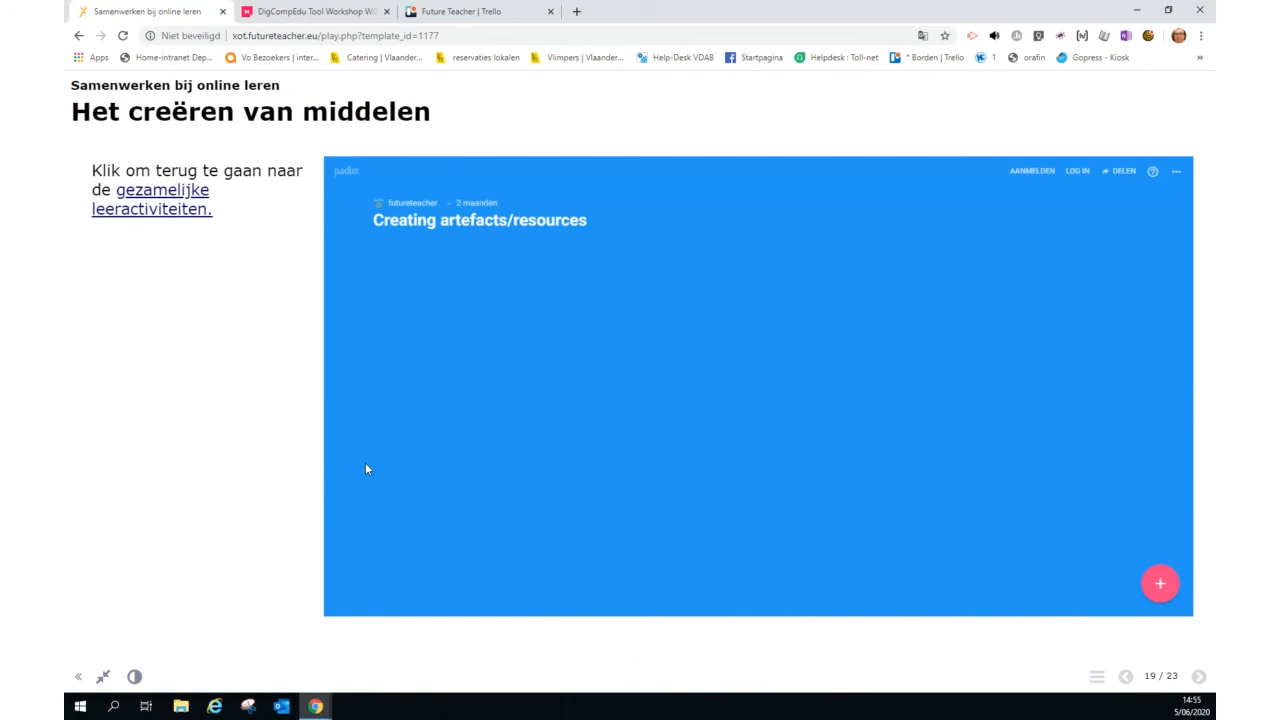 Samenwerken bij online leren
DigCompEdu Tool Workshop WG
Future Teacher | Trello
Niet beveiligd
xot.futureteacher.eu/play.php?template_id=1177
Apps
Home-intranet Dep...
Vo Bezoekers | inter...
Catering | Vlaander...
reservaties lokalen
Vlimpers | Vlaander...
Help-Desk VDAB
Startpagina
Helpdesk : Toll-net
* Borden | Trello
1
orafin
Gopress - Kiosk
»
Samenwerken bij online leren
Het creëren van middelen
Klik om terug te gaan naar
de gezamelijke
leeractiviteiten.
padlet
AANMELDEN
LOG IN
DELEN
futureteacher
2 maanden
Creating artefacts/resources
+
«
19 / 23
14:55
5/06/2020